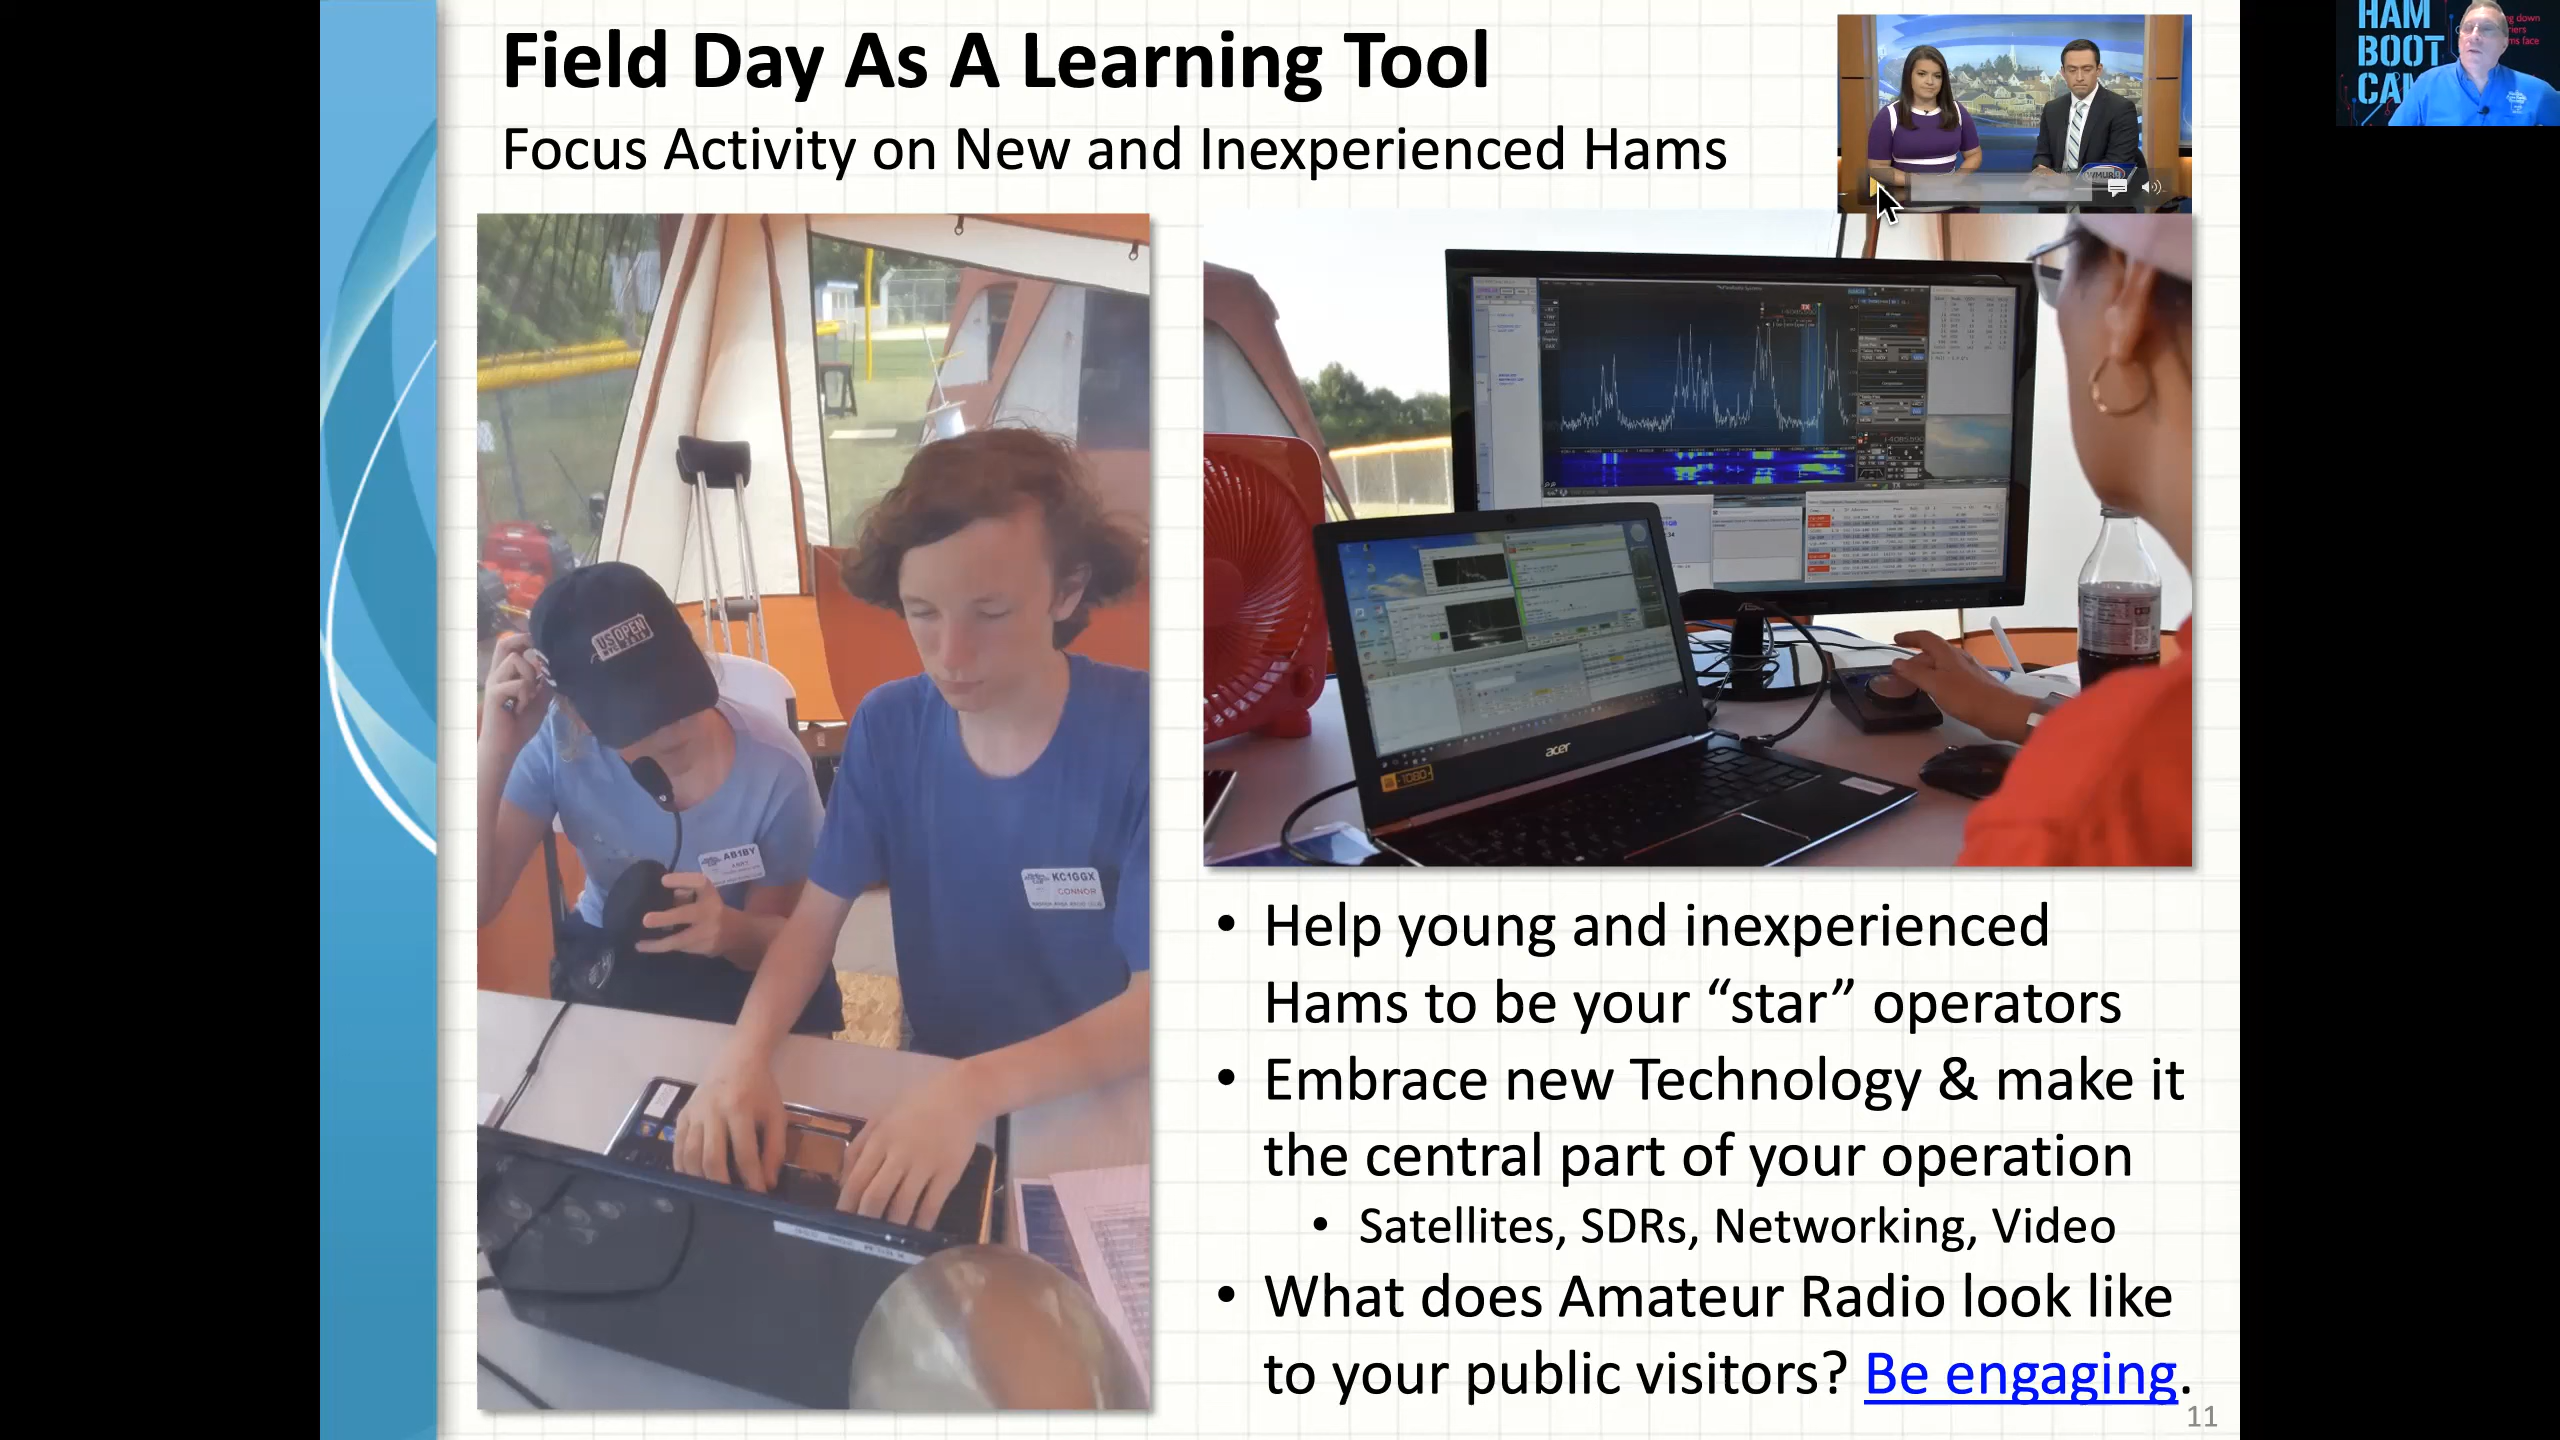 Field Day As A Learning Tool
Focus Activity on New and Inexperienced Hams
HAM
BOOT
WMUR
US OPEN
AB1BY
KC1GGX
CONNOR
acer
1080
• Help young and inexperienced
Hams to be your “star” operators
• Embrace new Technology & make it
the central part of your operation
• Satellites, SDRs, Networking, Video
• What does Amateur Radio look like
to your public visitors? Be engaging.
11